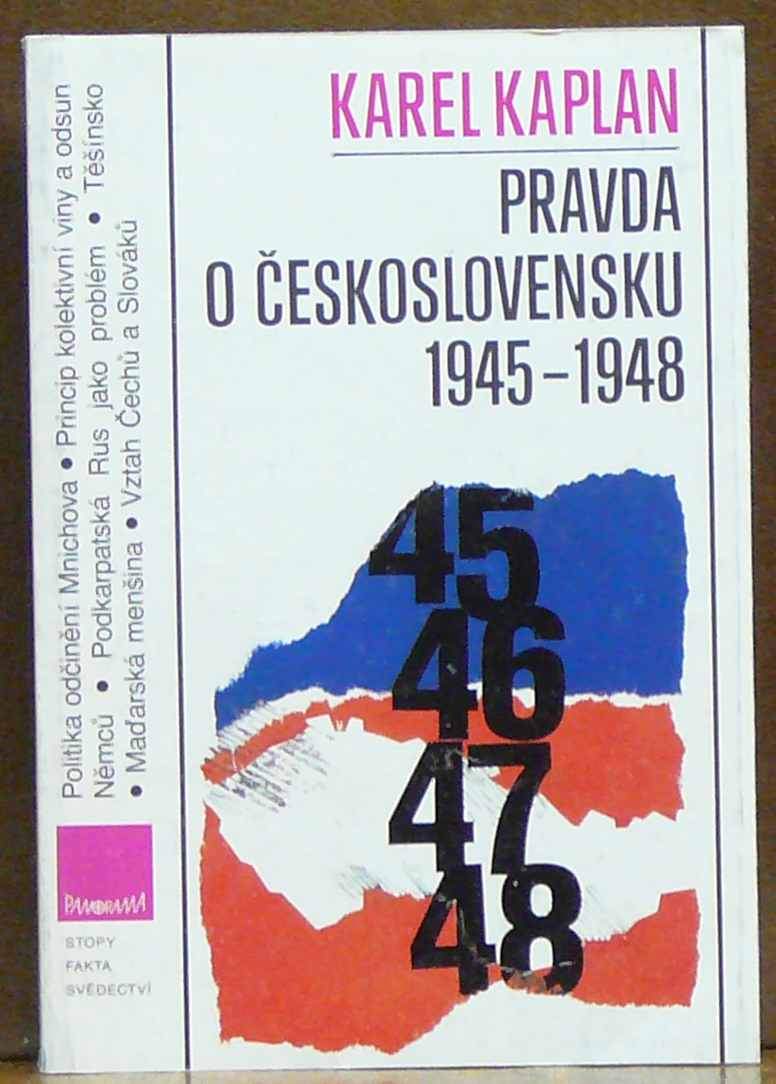 KAREL KAPLAN
PRAVDA
O ČESKOSLOVENSKU
1945–1948
45
46
47
48
Politika odčinění Mnichova • Princip kolektivní viny a odsun
Němců • Podkarpatská Rus jako problém • Těšínsko
• Maďarská menšina • Vztah Čechů a Slováků
PANORAMA
STOPY
FAKTA
SVĚDECTVÍ